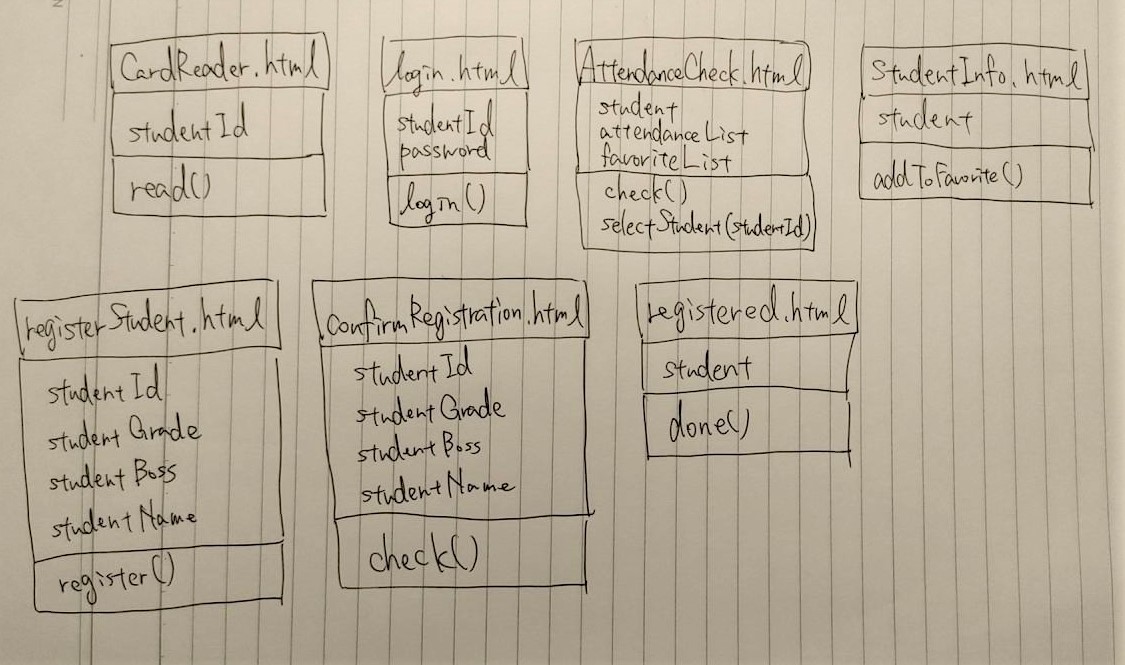 CardReader.html
studentId
read()
login.html
studentId
password
login()
AttendanceCheck.html
student
attendanceList
favoriteList
check()
selectStudent(studentId)
StudentInfo.html
student
addToFavorite()
registerStudent.html
studentId
studentGrade
studentBoss
studentName
register()
confirmRegistration.html
studentId
studentGrade
studentBoss
studentName
check()
registered.html
student
done()